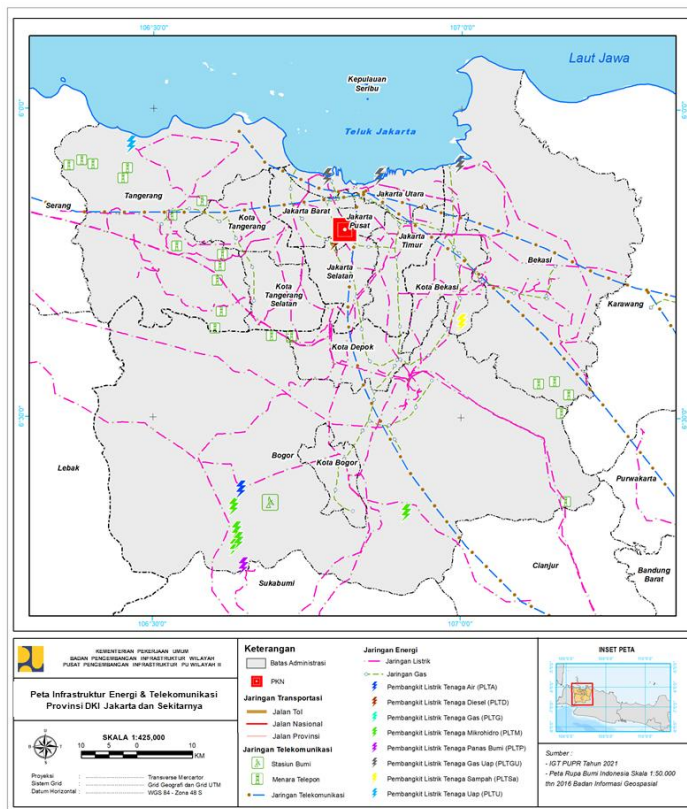 106°30'0"
107°0'0"
Laut Jawa
Kepulauan
Seribu
6°0'0"
6°0'0"
Teluk Jakarta
Tangerang
Serang
Jakarta Utara
Jakarta Barat
Jakarta
Pusat
Kota
Tangerang
Jakarta
Timur
Bekasi
Jakarta
Selatan
Kota
Tangerang
Selatan
Kota Bekasi
Karawang
Kota Depok
6°30'0"
6°30'0"
Bogor
Lebak
Kota Bogor
Purwakarta
Sukabumi
Cianjur
Bandung
Barat
106°30'0"
107°0'0"
KEMENTERIAN PEKERJAAN UMUM
BADAN PENGEMBANGAN INFRASTRUKTUR WILAYAH
PUSAT PENGEMBANGAN INFRASTRUKTUR PU WILAYAH II
Peta Infrastruktur Energi & Telekomunikasi
Provinsi DKI Jakarta dan Sekitarnya
SKALA 1:425,000
10 5 0 10
KM
Proyeksi : Transverse Mercartor
Sistem Grid : Grid Geografi dan Grid UTM
Datum Horizontal : WGS 84 - Zona 48 S
Keterangan
Batas Administrasi
PKN
Jaringan Transportasi
Jalan Tol
Jalan Nasional
Jalan Provinsi
Jaringan Telekomunikasi
Stasiun Bumi
Menara Telepon
Jaringan Telekomunikasi
Jaringan Energi
Jaringan Listrik
Jaringan Gas
Pembangkit Listrik Tenaga Air (PLTA)
Pembangkit Listrik Tenaga Diesel (PLTD)
Pembangkit Listrik Tenaga Gas (PLTG)
Pembangkit Listrik Tenaga Mikrohidro (PLTM)
Pembangkit Listrik Tenaga Panas Bumi (PLTP)
Pembangkit Listrik Tenaga Gas Uap (PLTGU)
Pembangkit Listrik Tenaga Sampah (PLTSa)
Pembangkit Listrik Tenaga Uap (PLTU)
INSET PETA
Sumber :
- IGT PUPR Tahun 2021
- Peta Rupa Bumi Indonesia Skala 1:50.000
thn 2016 Badan Informasi Geospasial